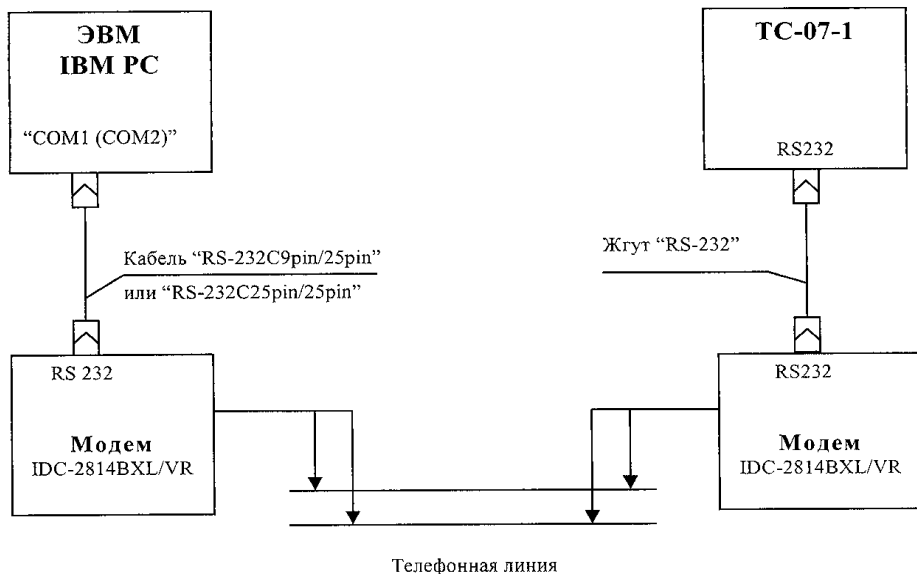 ЭВМ
IBM PC
“COM1 (COM2)”
ТС-07-1
RS232
Кабель “RS-232C9pin/25pin”
или “RS-232C25pin/25pin”
Жгут “RS-232”
RS 232
Модем
IDC-2814BXL/VR
RS232
Модем
IDC-2814BXL/VR
Телефонная линия